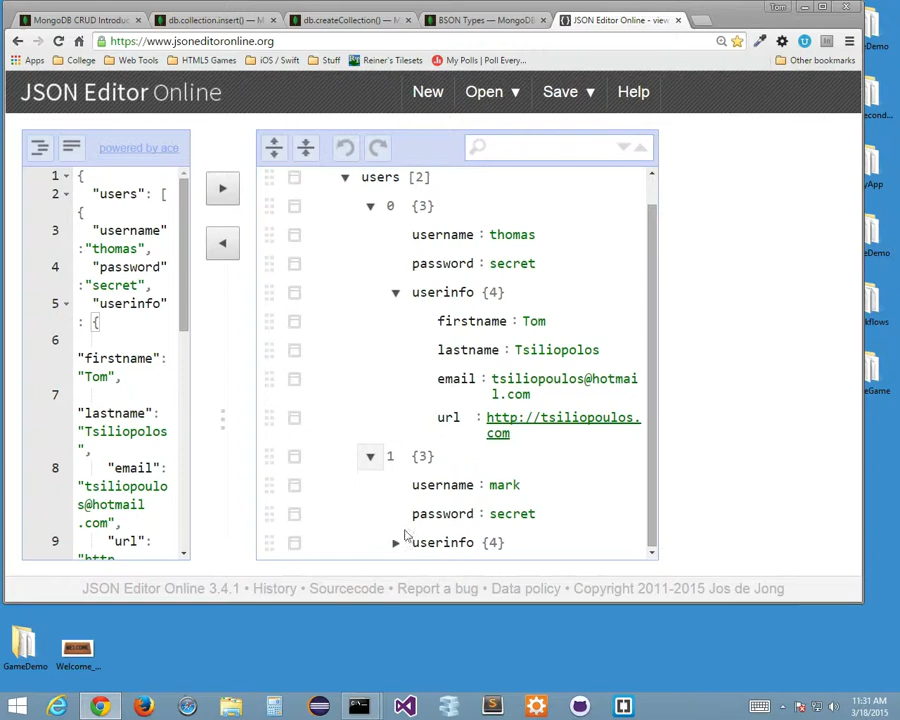 Tom
MongoDB CRUD Introduc
db.collection.insert() — M
db.createCollection() — M
BSON Types — MongoDB
JSON Editor Online - view
https://www.jsoneditoronline.org
Apps
College
Web Tools
HTML5 Games
iOS / Swift
Stuff
Reiner's Tilesets
My Polls | Poll Every...
Other bookmarks
JSON Editor Online
New
Open ▼
Save ▼
Help
powered by ace
1 {
2 "users": [
{
3 "username"
:"thomas",
4 "password"
:"secret",
5 "userinfo"
: {
6
"firstname":
"Tom",
7
"lastname":
"Tsiliopolos
",
8 "email":
"tsiliopoulo
s@hotmail
.com",
9 "url":
"http
users [2]
0 {3}
username : thomas
password : secret
userinfo {4}
firstname : Tom
lastname : Tsiliopolos
email : tsiliopoulos@hotmai
l.com
url : http://tsiliopoulos.
com
1 {3}
username : mark
password : secret
userinfo {4}
JSON Editor Online 3.4.1 • History • Sourcecode • Report a bug • Data policy • Copyright 2011-2015 Jos de Jong
GameDemo
Welcome_...
11:31 AM
3/18/2015